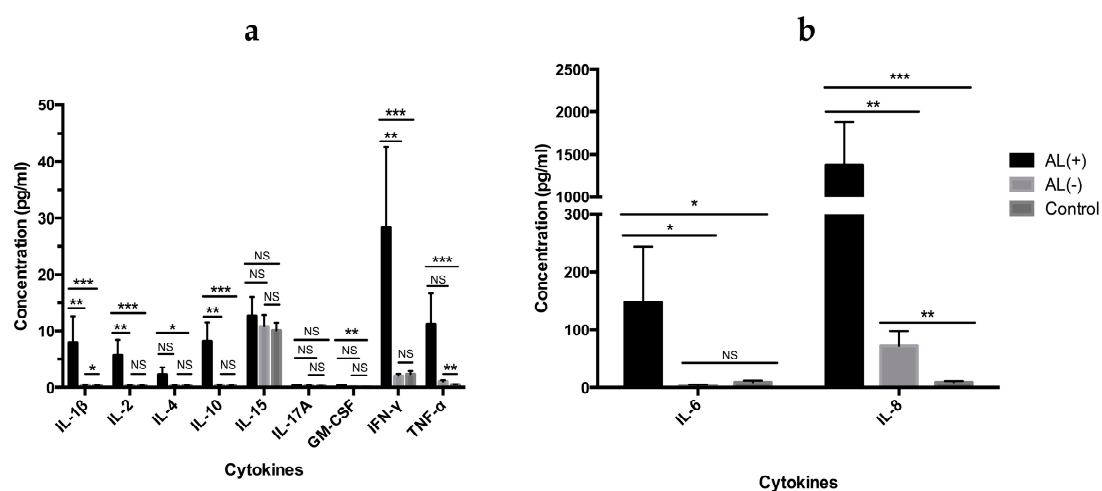 a
b
Concentration (pg/ml)
50
40
30
20
10
0
***
**
*
***
**
NS
*
NS
NS
***
**
NS
NS
NS
NS
NS
NS
NS
**
NS
NS
***
**
NS
***
NS
**
IL-1β
IL-2
IL-4
IL-10
IL-15
IL-17A
GM-CSF
IFN-γ
TNF-α
Cytokines
Concentration (pg/ml)
2500
2000
1500
1000
300
200
100
0
*
*
NS
***
**
**
IL-6
IL-8
Cytokines
AL(+)
AL(-)
Control